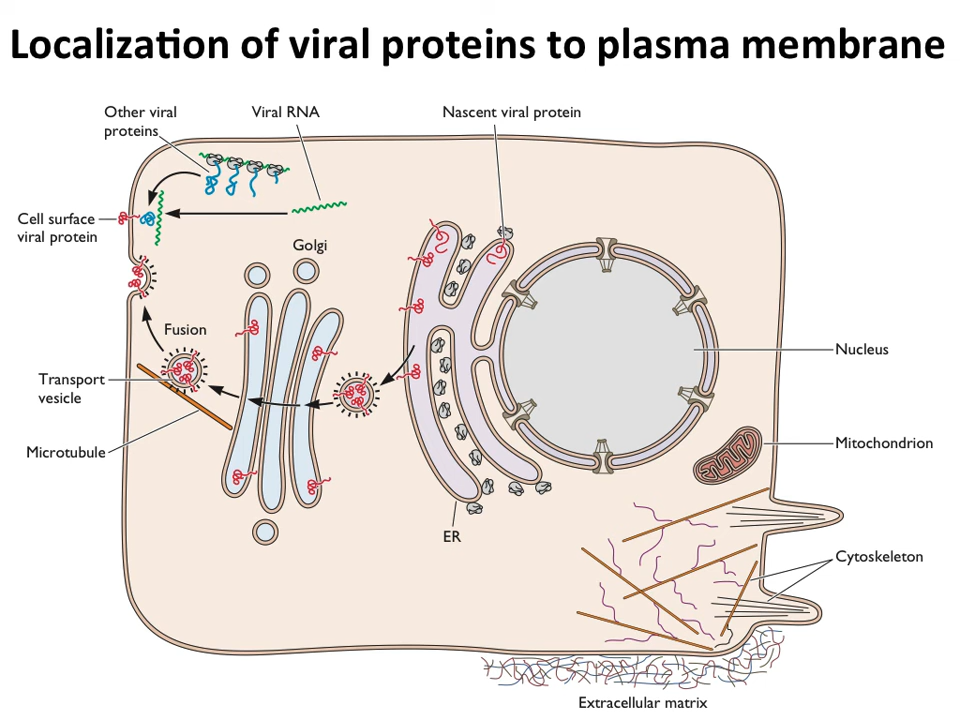 Localization of viral proteins to plasma membrane
Other viral
proteins
Viral RNA
Nascent viral protein
Cell surface
viral protein
Golgi
Fusion
Nucleus
Transport
vesicle
Microtubule
Mitochondrion
ER
Cytoskeleton
Extracellular matrix